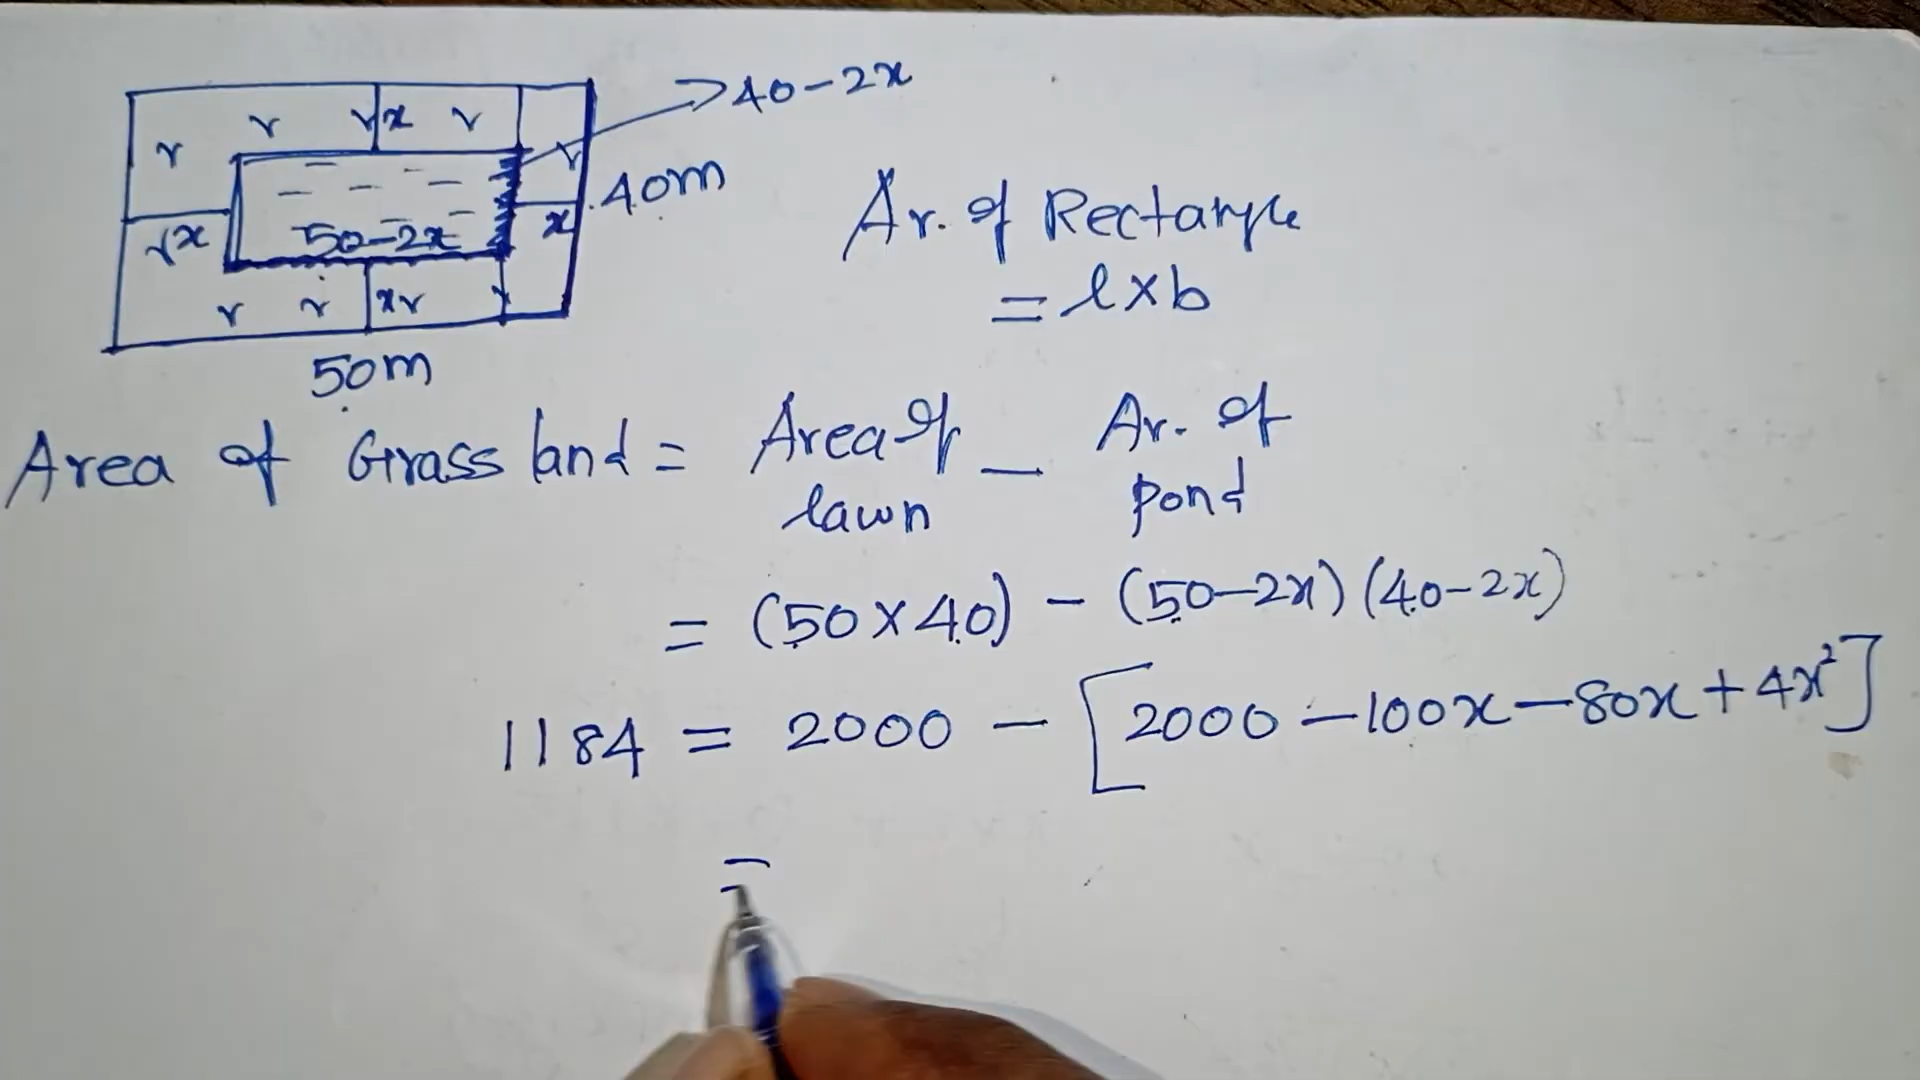 40-2x
x
40m
√x
50-2x
x
x
50m
Ar. of Rectangle
= l×b
Area of Grass land = Area of lawn - Ar. of pond
= (50×40) - (50-2x)(40-2x)
1184 = 2000 - [2000-100x-80x+4x²]
=